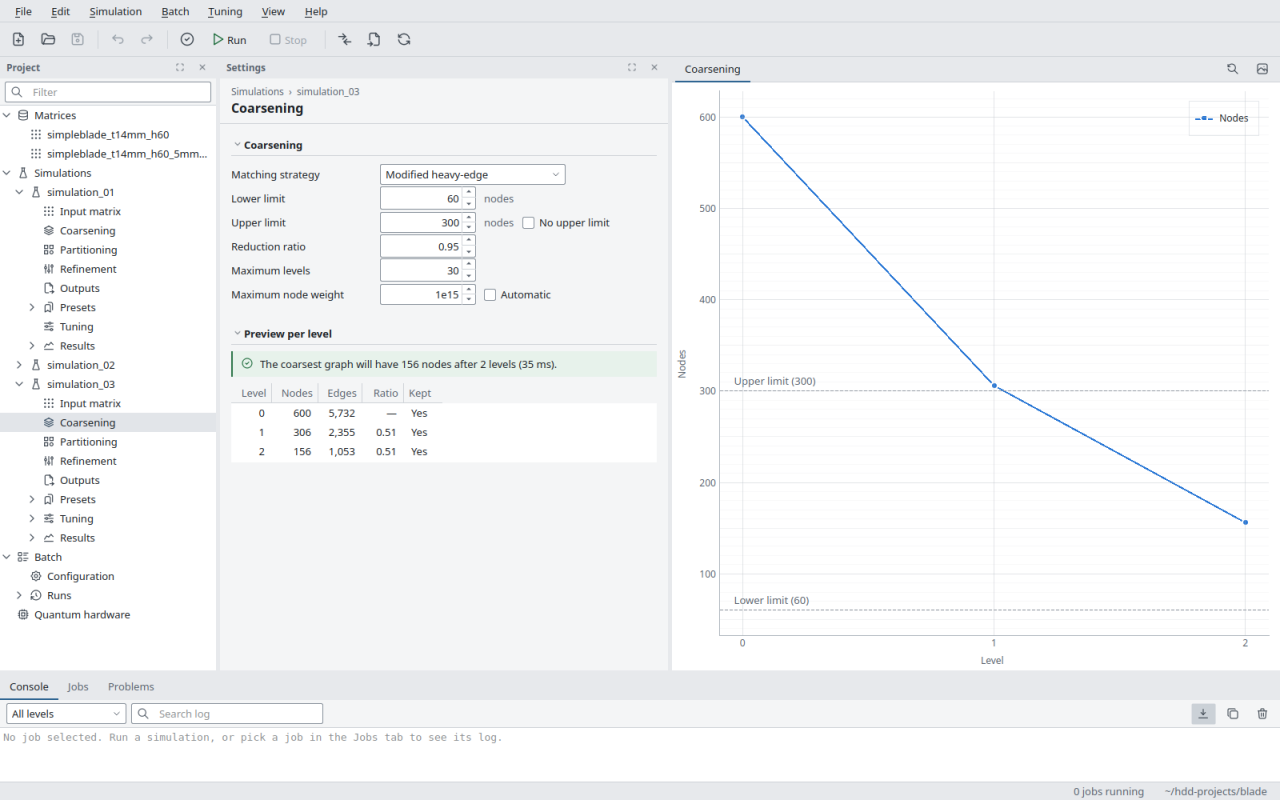 File Edit Simulation Batch Tuning View Help
Run Stop
Project
Filter
Matrices
simpleblade_t14mm_h60
simpleblade_t14mm_h60_5mm...
Simulations
simulation_01
Input matrix
Coarsening
Partitioning
Refinement
Outputs
Presets
Tuning
Results
simulation_02
simulation_03
Input matrix
Coarsening
Partitioning
Refinement
Outputs
Presets
Tuning
Results
Batch
Configuration
Runs
Quantum hardware
Settings
Simulations › simulation_03
Coarsening
Coarsening
Matching strategy Modified heavy-edge
Lower limit 60 nodes
Upper limit 300 nodes No upper limit
Reduction ratio 0.95
Maximum levels 30
Maximum node weight 1e15 Automatic
Preview per level
The coarsest graph will have 156 nodes after 2 levels (35 ms).
Level Nodes Edges Ratio Kept
0 600 5,732 — Yes
1 306 2,355 0.51 Yes
2 156 1,053 0.51 Yes
Coarsening
Nodes
600
500
400
300
200
100
Nodes
Upper limit (300)
Lower limit (60)
0 1 2
Level
Console Jobs Problems
All levels Search log
No job selected. Run a simulation, or pick a job in the Jobs tab to see its log.
0 jobs running ~/hdd-projects/blade